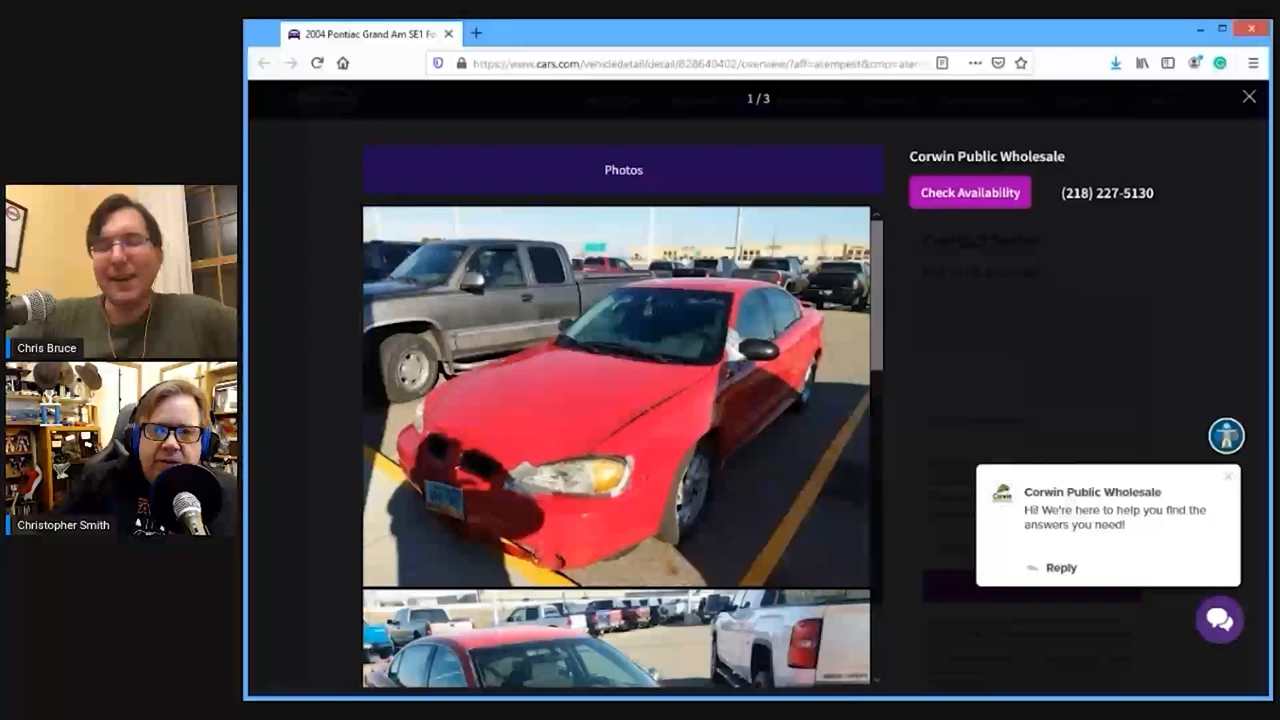 2004 Pontiac Grand Am SE1 Fo
1 / 3
Photos
Corwin Public Wholesale
Check Availability
(218) 227-5130
Chris Bruce
Christopher Smith
Corwin Public Wholesale
Hi! We're here to help you find the
answers you need!
Reply